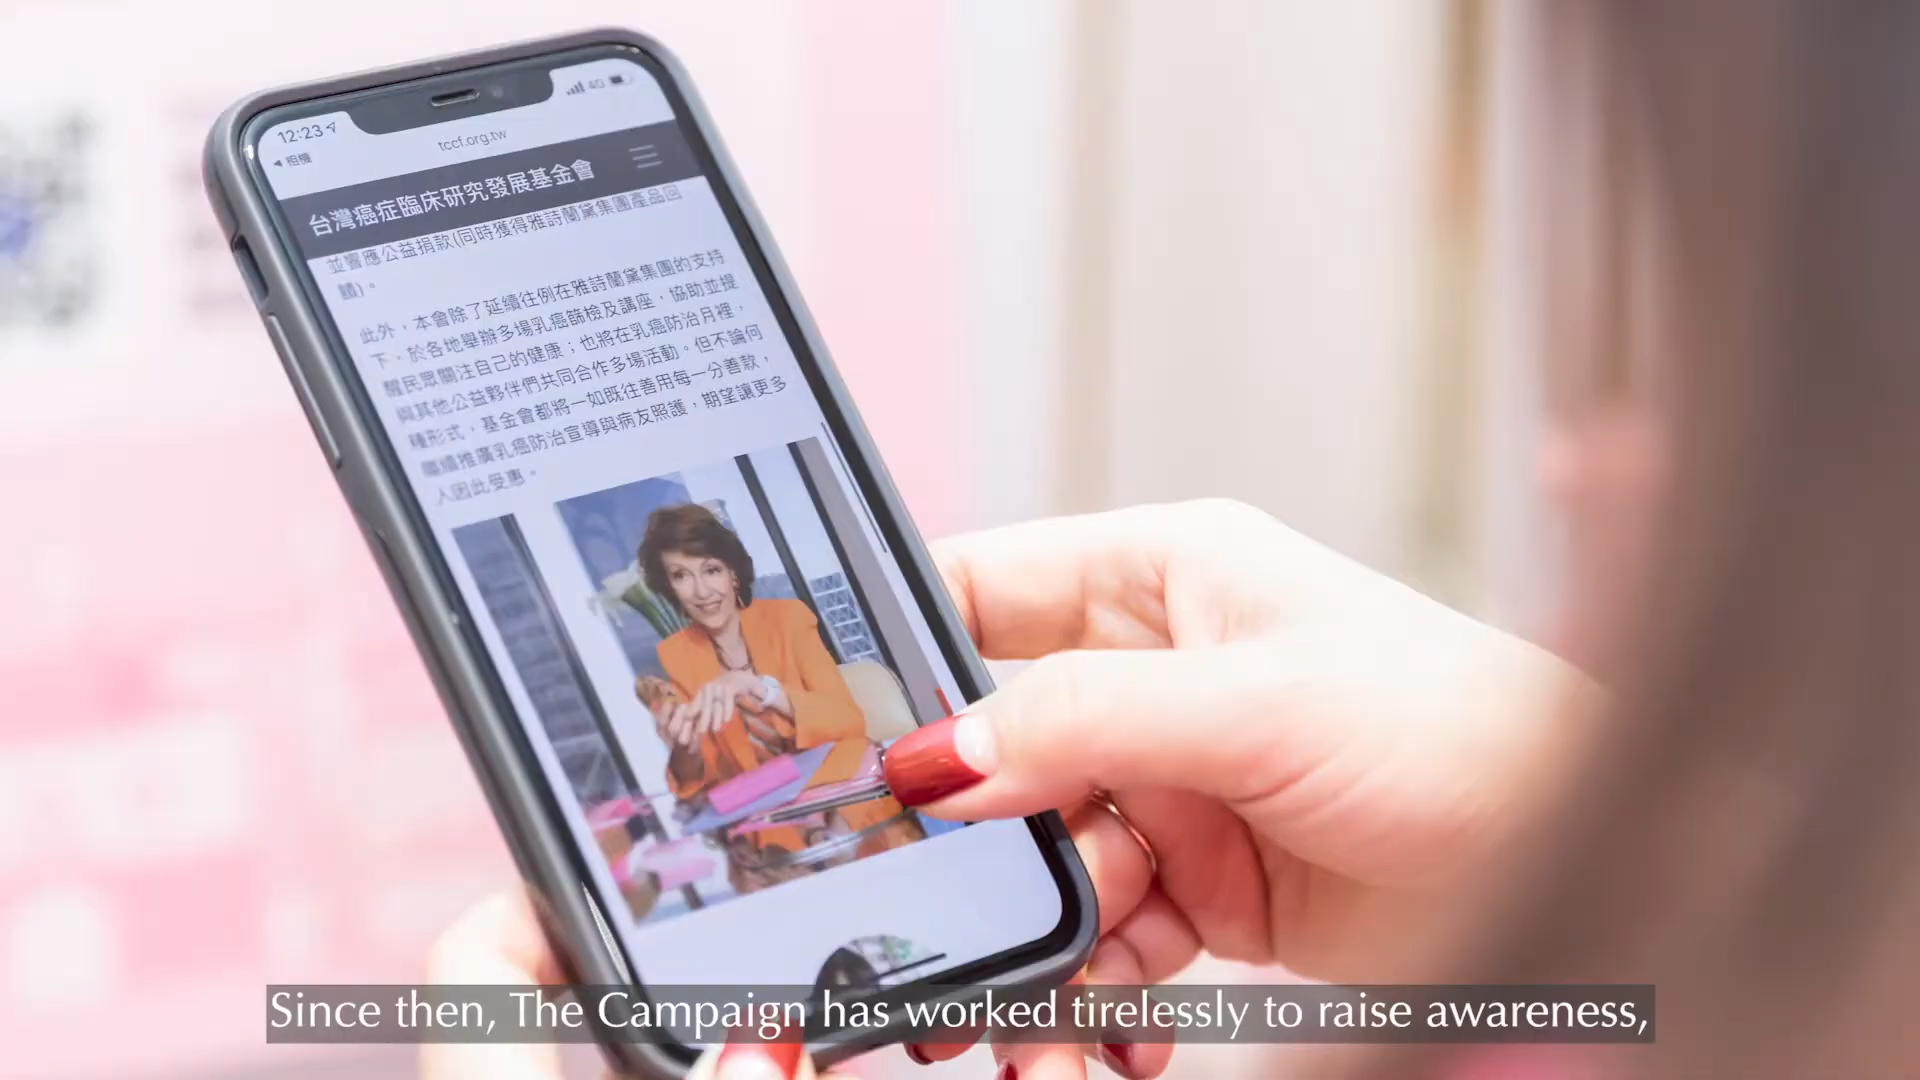 12:23
4G
相機
tccf.org.tw
台灣癌症臨床研究發展基金會
並響應公益捐款(同時獲得雅詩蘭黛集團產品回
饋)。
此外，本會除了延續往例在雅詩蘭黛集團的支持
下，於各地舉辦多場乳癌篩檢及講座，協助並提
醒民眾關注自己的健康；也將在乳癌防治月裡，
與其他公益夥伴們共同合作多場活動。但不論何
種形式，基金會都將一如既往善用每一分善款，
繼續推廣乳癌防治宣導與病友照護，期望讓更多
人因此受惠。
Since then, The Campaign has worked tirelessly to raise awareness,